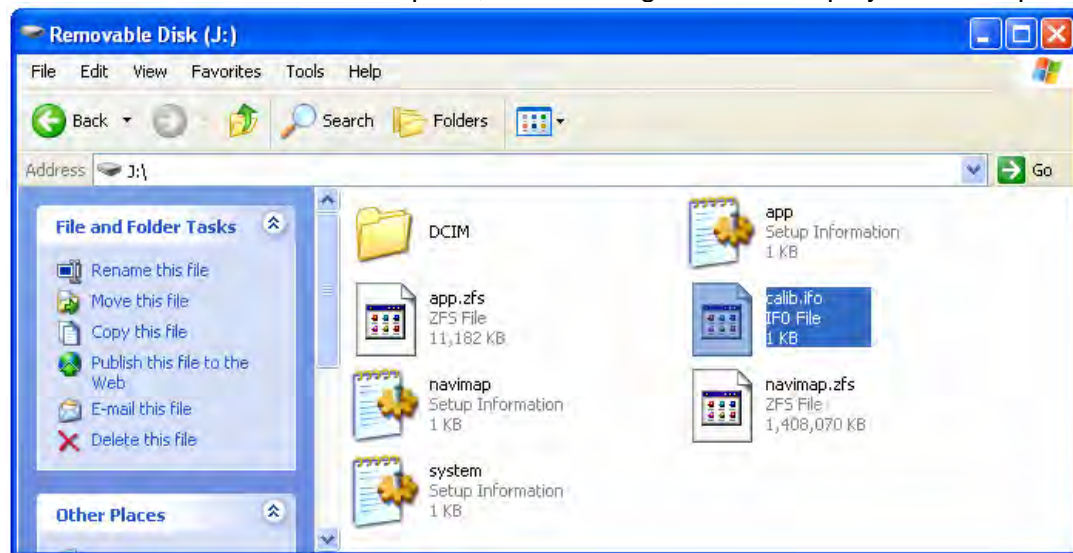 Removable Disk (J:)
File Edit View Favorites Tools Help
Back Search Folders
Address J:\ Go
File and Folder Tasks
Rename this file
Move this file
Copy this file
Publish this file to the
Web
E-mail this file
Delete this file
Other Places
DCIM
app
Setup Information
1 KB
app.zfs
ZFS File
11,182 KB
calib.ifo
IFO File
1 KB
navimap
Setup Information
1 KB
navimap.zfs
ZFS File
1,408,070 KB
system
Setup Information
1 KB